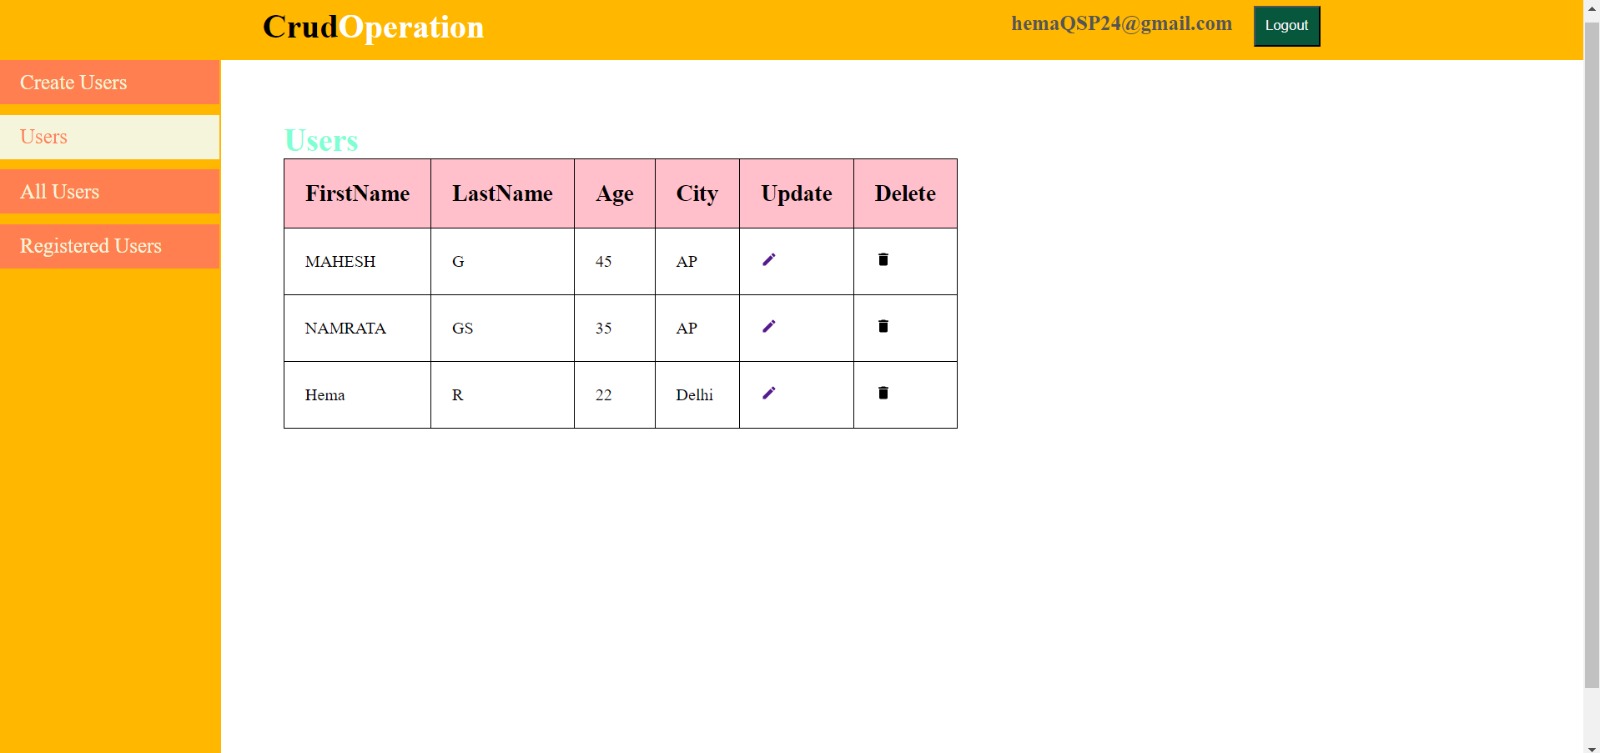 CrudOperation
hemaQSP24@gmail.com
Logout
Create Users
Users
All Users
Registered Users
Users
FirstName LastName Age City Update Delete
MAHESH G 45 AP
NAMRATA GS 35 AP
Hema R 22 Delhi